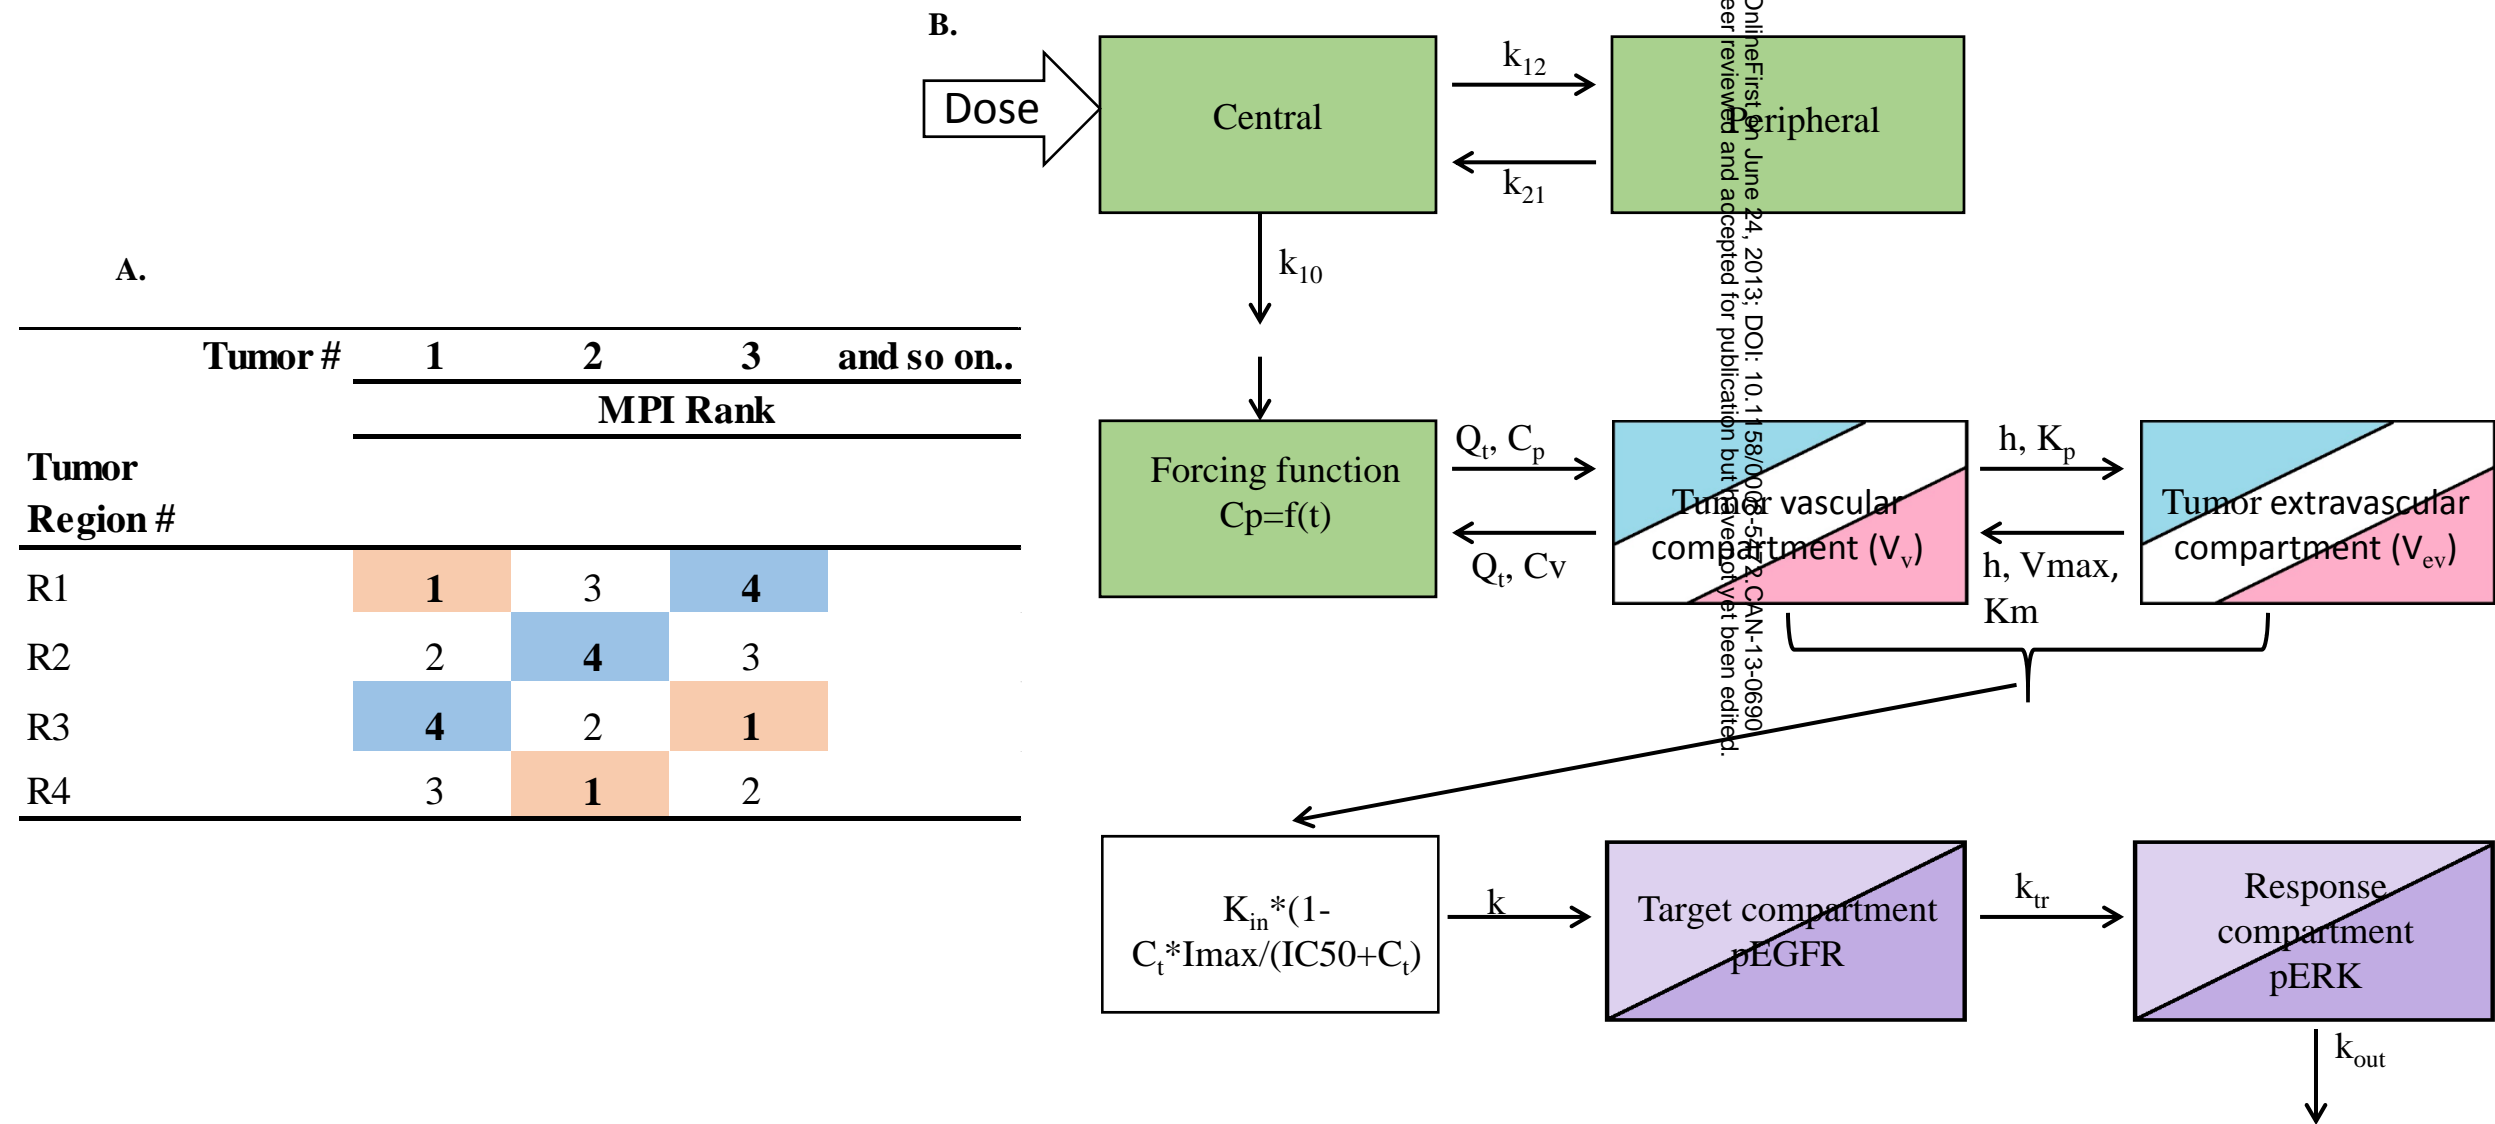 A.
Tumor # 1 2 3 and so on..
MPI Rank
Tumor
Region #
R1 1 3 4
R2 2 4 3
R3 4 2 1
R4 3 1 2
B.
Dose
Central
k12
k21
Peripheral
k10
Forcing function
Cp=f(t)
Qt, Cp
Qt, Cv
Tumor vascular
compartment (Vv)
h, Kp
h, Vmax,
Km
Tumor extravascular
compartment (Vev)
Kin*(1-
Ct*Imax/(IC50+Ct)
k
Target compartment
pEGFR
ktr
Response
compartment
pERK
kout
OnlineFirst on June 24, 2013; DOI: 10.1158/0008-5472.CAN-13-0690
eer reviewed and accepted for publication but have not yet been edited.